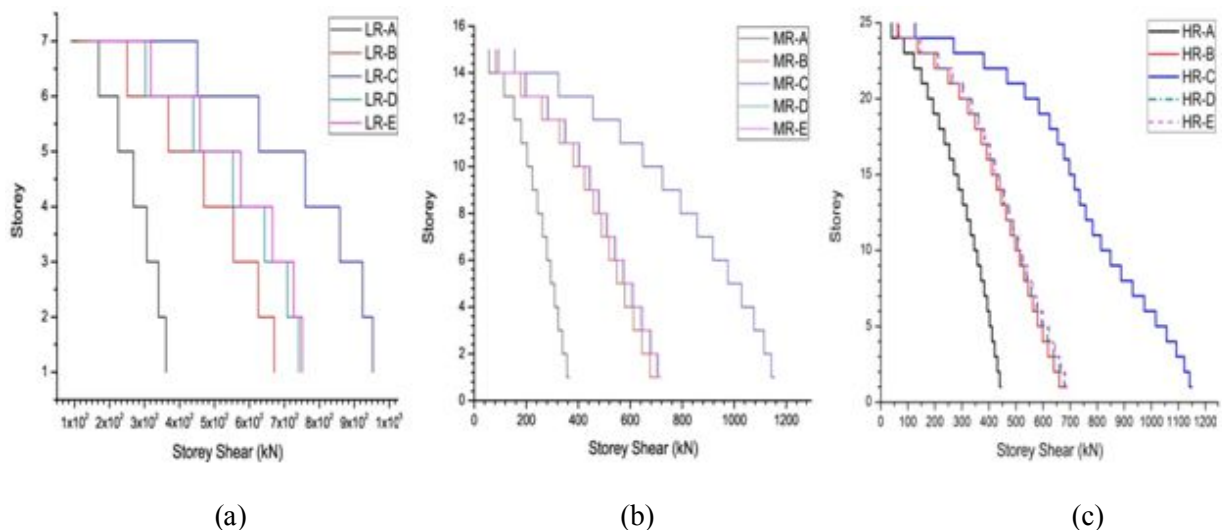 7
6
5
4
3
2
1
Storey
1x10² 2x10² 3x10² 4x10² 5x10² 6x10² 7x10² 8x10² 9x10² 1x10³
Storey Shear (kN)
LR-A
LR-B
LR-C
LR-D
LR-E
(a)
16
14
12
10
8
6
4
2
0
Storey
0 200 400 600 800 1000 1200
Storey Shear (kN)
MR-A
MR-B
MR-C
MR-D
MR-E
(b)
25
20
15
10
5
0
Storey
0 100 200 300 400 500 600 700 800 900 1000 1100 1200
Storey Shear (kN)
HR-A
HR-B
HR-C
HR-D
HR-E
(c)